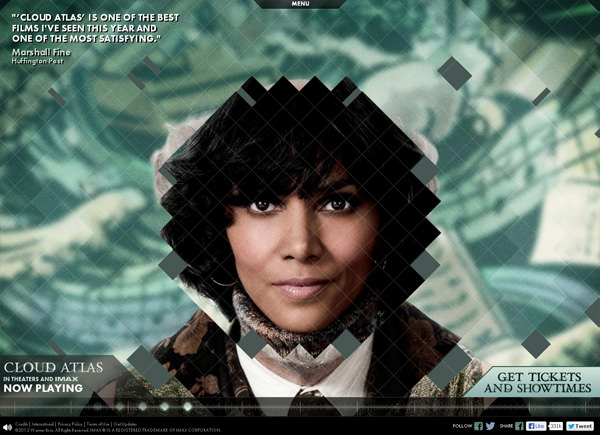 MENU
"'CLOUD ATLAS' IS ONE OF THE BEST
FILMS I'VE SEEN THIS YEAR AND
ONE OF THE MOST SATISFYING."
Marshall Fine
Huffington Post
CLOUD ATLAS
IN THEATERS AND IMAX
NOW PLAYING
GET TICKETS
AND SHOWTIMES
Credits | International | Privacy Policy | Terms of Use | Get Updates
©2012 Warner Bros. All Rights Reserved. IMAX® IS A REGISTERED TRADEMARK OF IMAX CORPORATION.
FOLLOW SHARE Like 201k Tweet